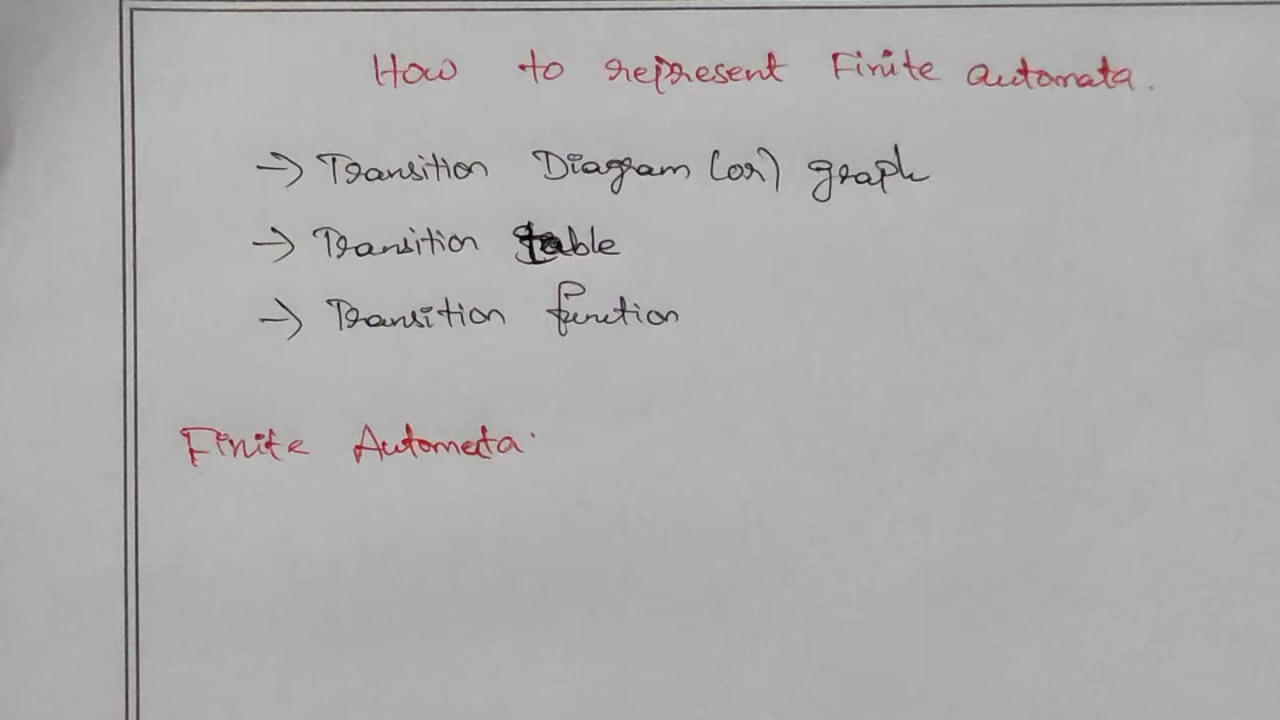 How to represent Finite automata.
→ Transition Diagram (or) graph
→ Transition table
→ Transition function
Finite Automata.